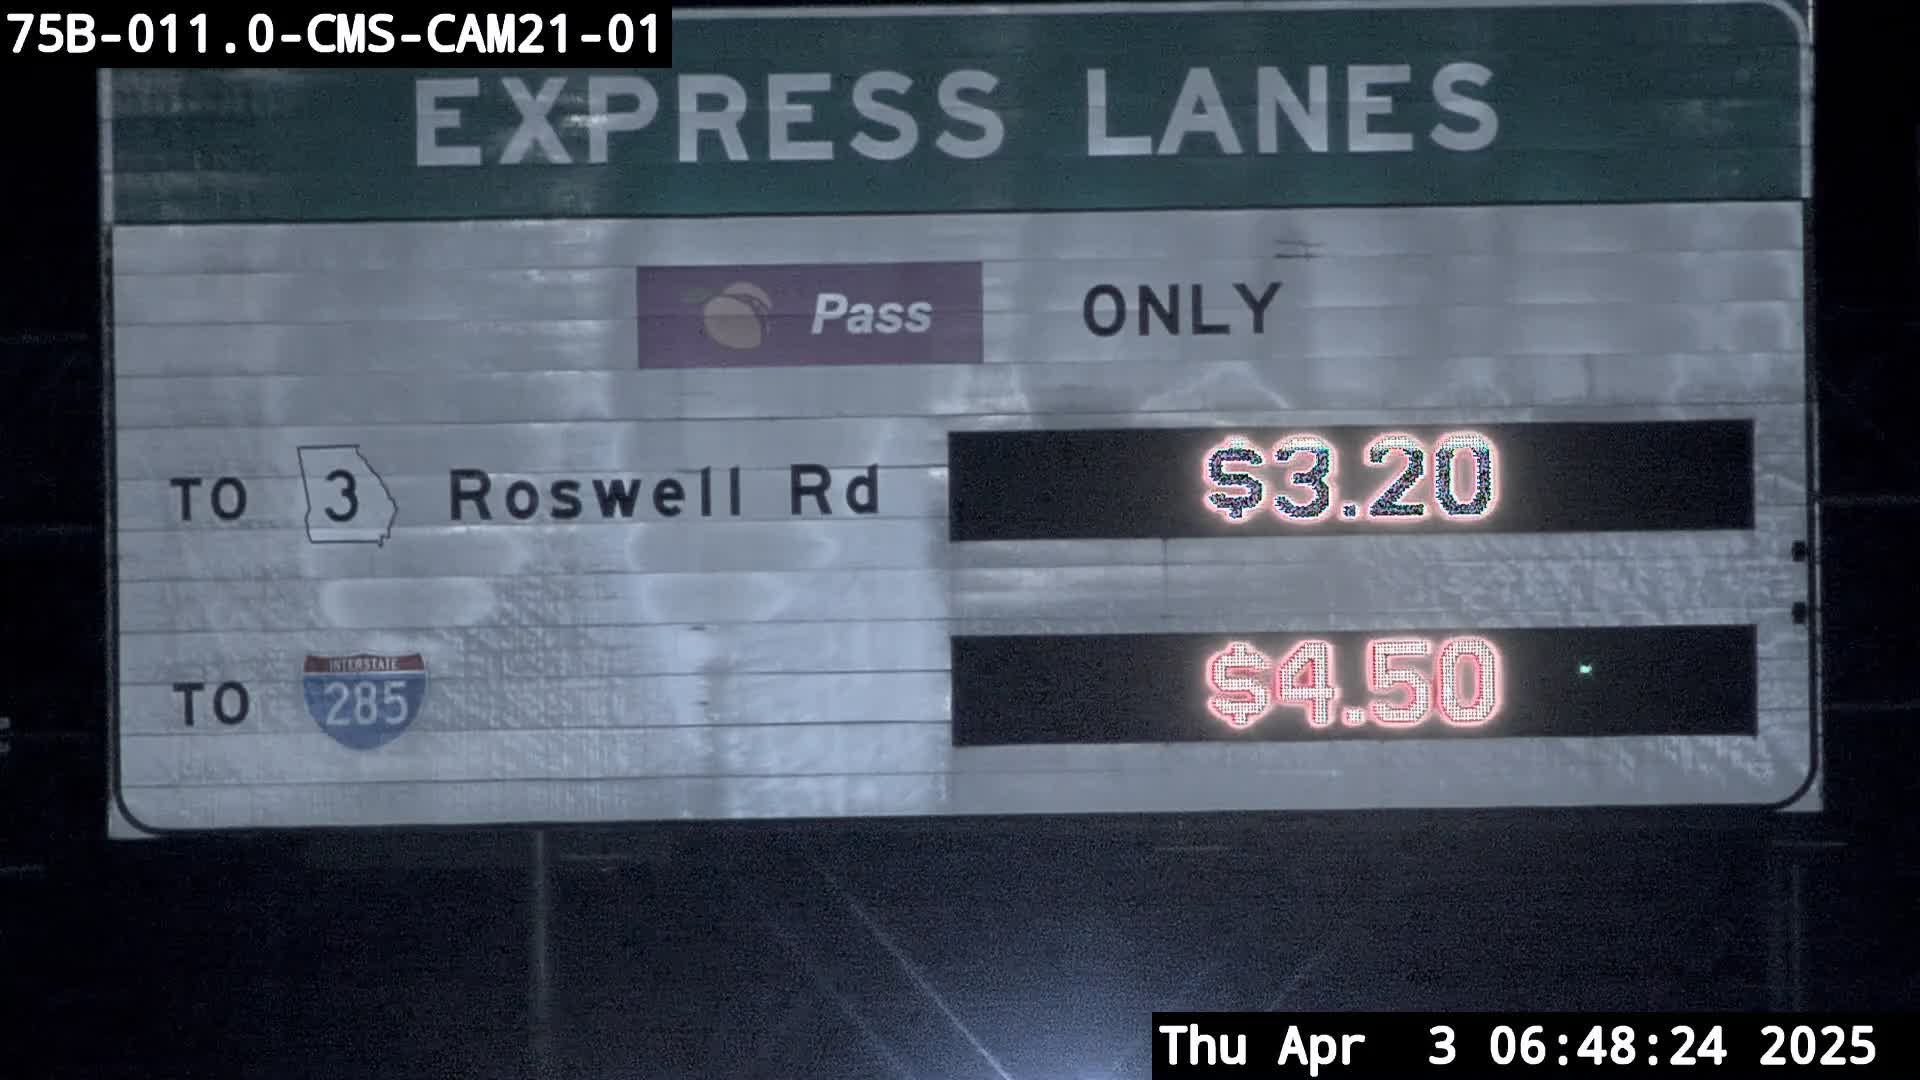 75B-011.0-CMS-CAM21-01
EXPRESS LANES
Pass ONLY
TO 3 Roswell Rd $3.20
TO INTERSTATE 285 $4.50
Thu Apr 3 06:48:24 2025